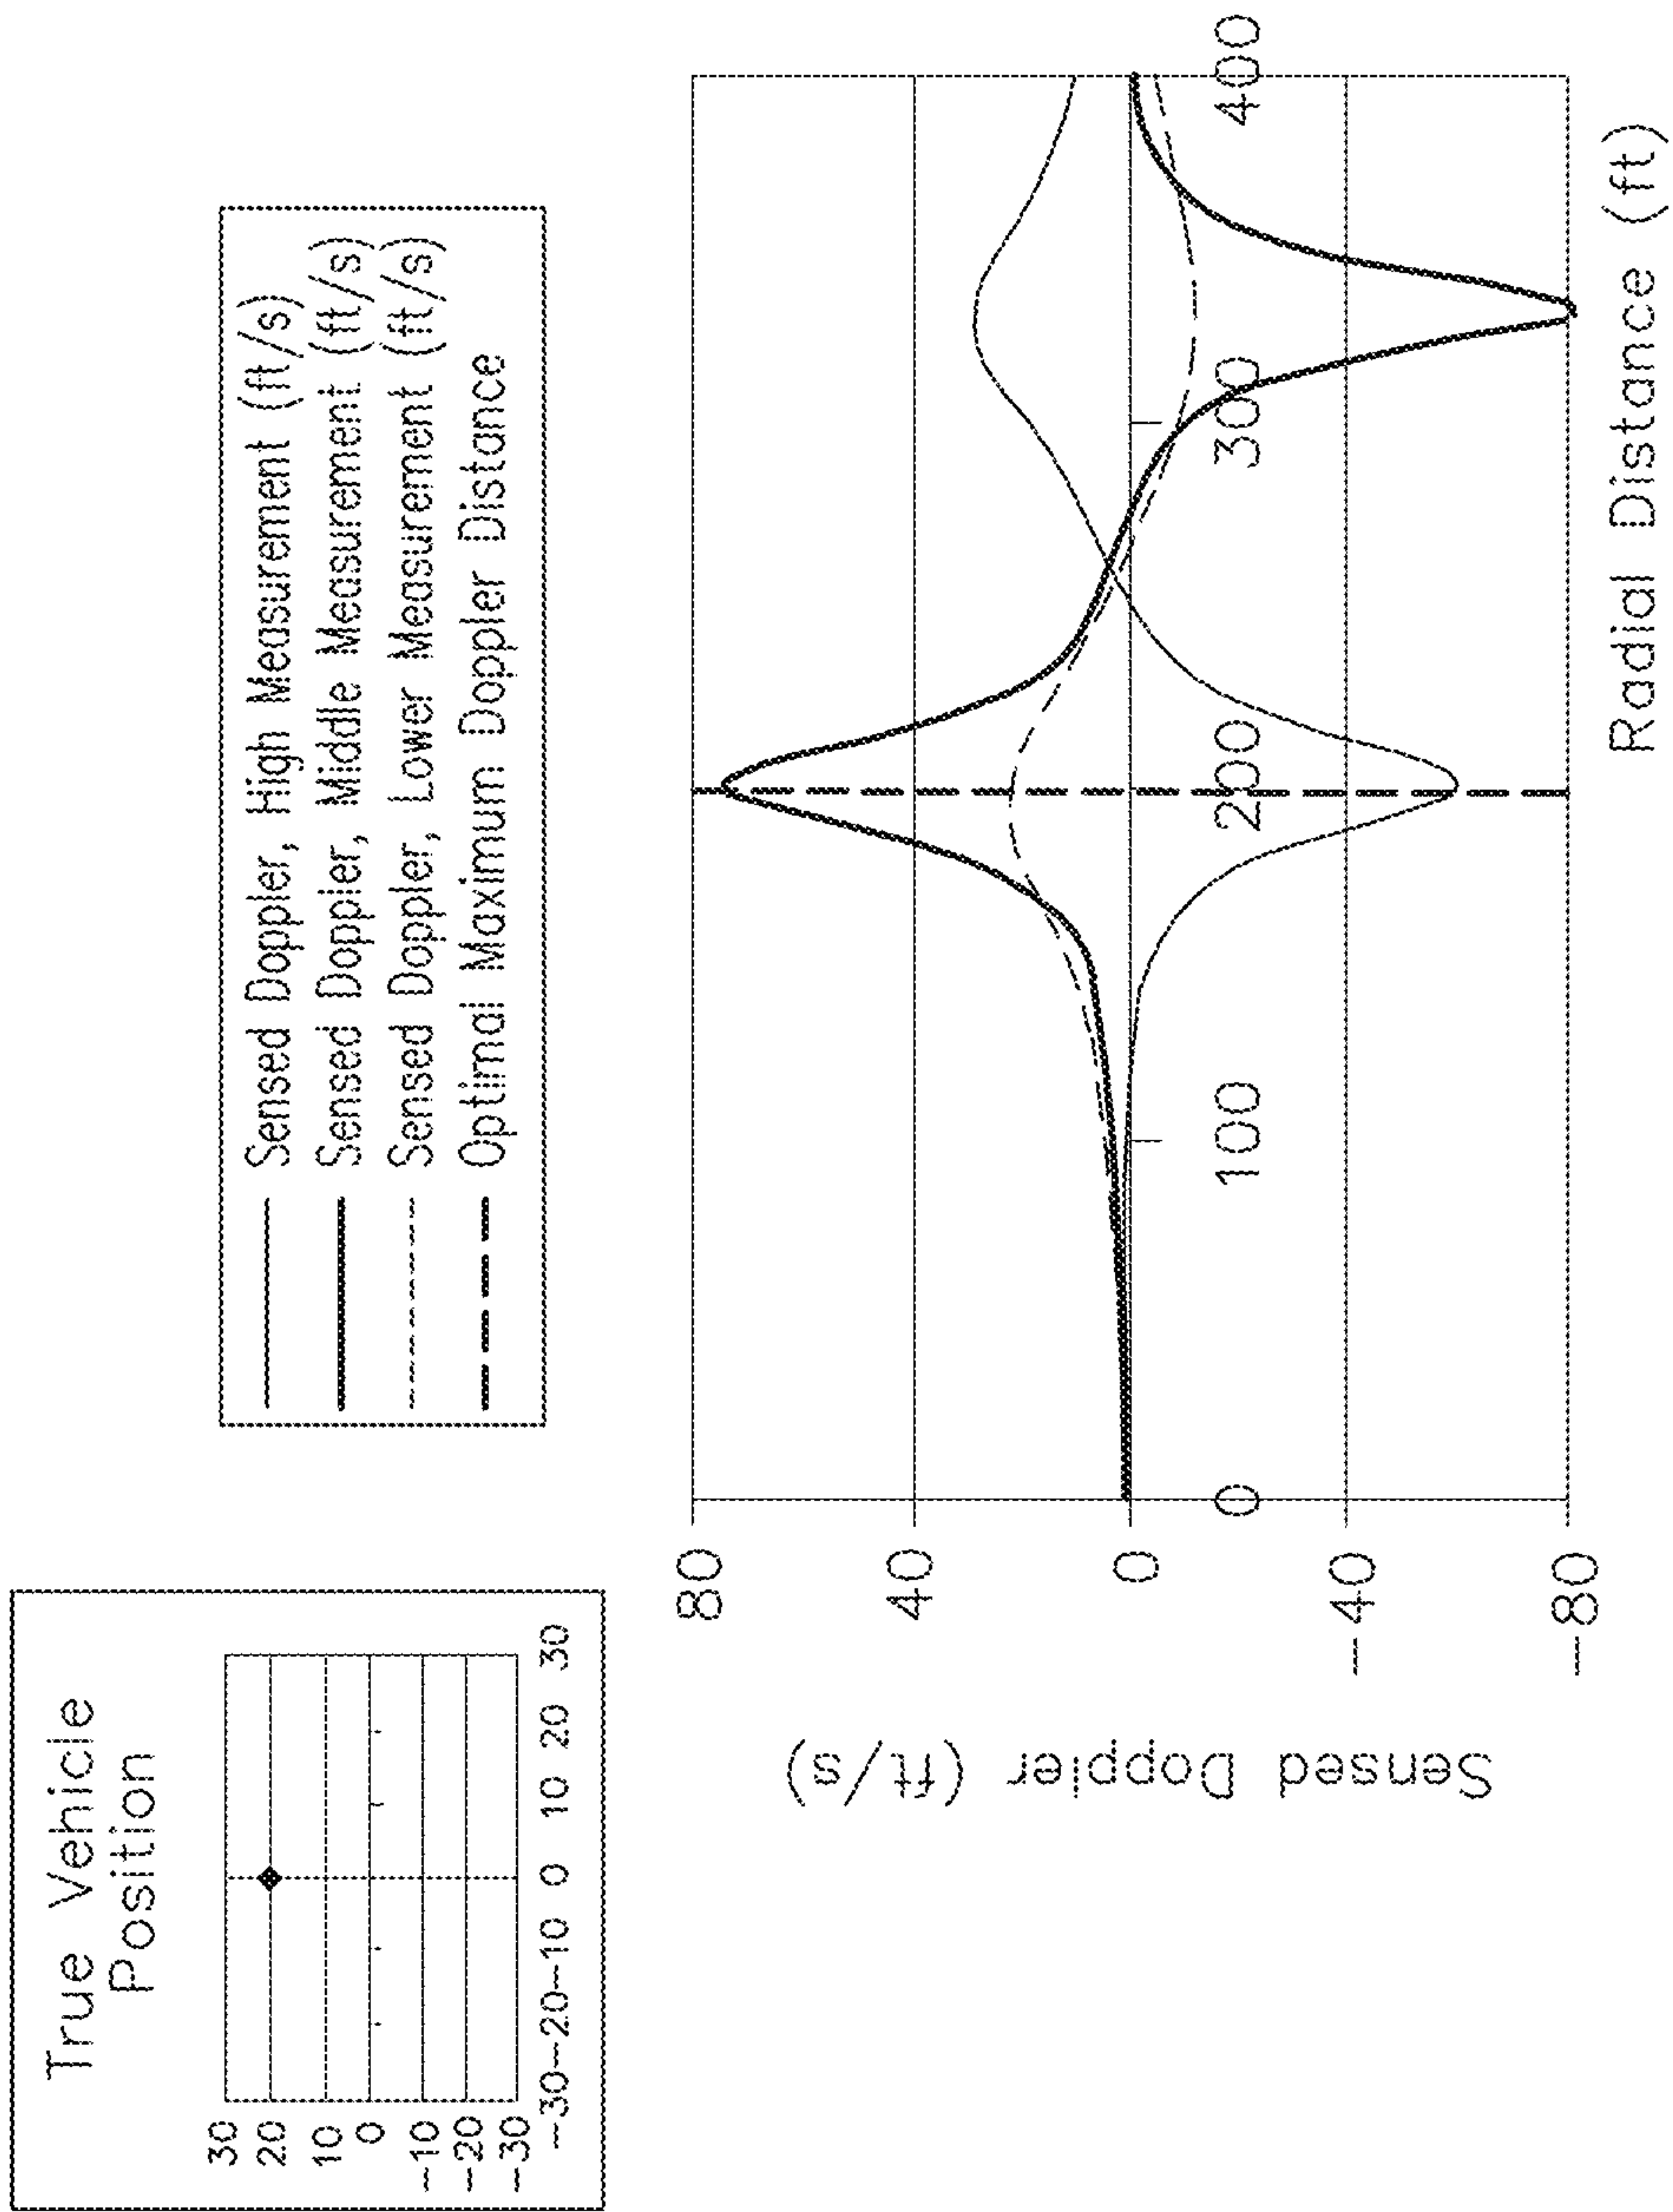 True Vehicle
Position
30
20
10
0
-10
-20
-30
-30-20-10 0 10 20 30
Sensed Doppler, High Measurement (ft/s)
Sensed Doppler, Middle Measurement (ft/s)
Sensed Doppler, Lower Measurement (ft/s)
Optimal Maximum Doppler Distance
Sensed Doppler (ft/s)
80
40
0
-40
-80
0 100 200 300 400
Radial Distance (ft)